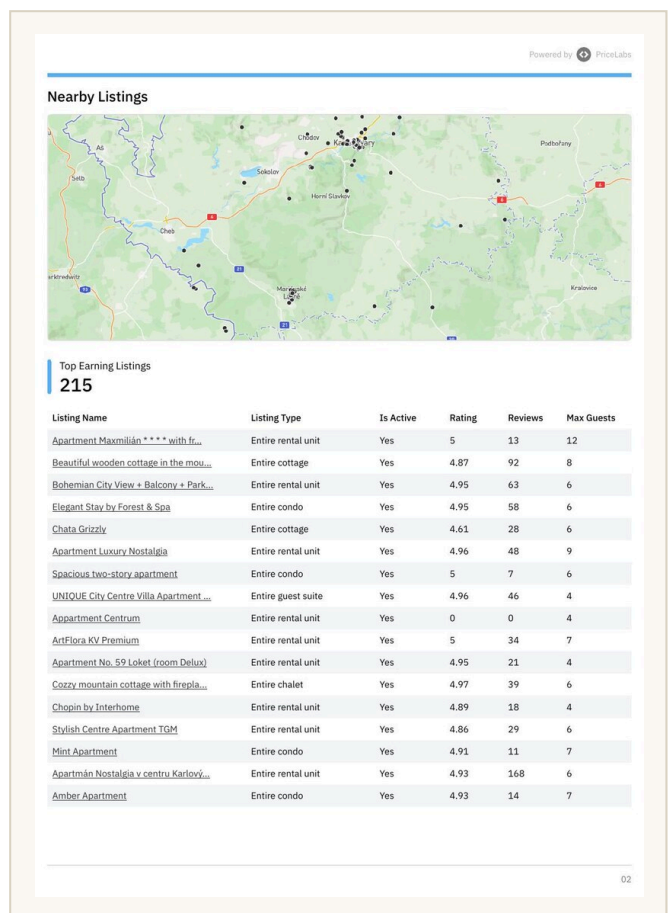 Powered by PriceLabs
Nearby Listings
Aš
Selb
Chodov
Karlovy Vary
Sokolov
Podbořany
Horní Slavkov
Cheb
Kralovice
Mariánské Lázně
6
6
6
21
21
93
Top Earning Listings
215
Listing Name Listing Type Is Active Rating Reviews Max Guests
Apartment Maxmilián * * * * with fr... Entire rental unit Yes 5 13 12
Beautiful wooden cottage in the mou... Entire cottage Yes 4.87 92 8
Bohemian City View + Balcony + Park... Entire rental unit Yes 4.95 63 6
Elegant Stay by Forest & Spa Entire condo Yes 4.95 58 6
Chata Grizzly Entire cottage Yes 4.61 28 6
Apartment Luxury Nostalgia Entire rental unit Yes 4.96 48 9
Spacious two-story apartment Entire condo Yes 5 7 6
UNIQUE City Centre Villa Apartment ... Entire guest suite Yes 4.96 46 4
Appartment Centrum Entire rental unit Yes 0 0 4
ArtFlora KV Premium Entire rental unit Yes 5 34 7
Apartment No. 59 Loket (room Delux) Entire rental unit Yes 4.95 21 4
Cozzy mountain cottage with firepla... Entire chalet Yes 4.97 39 6
Chopin by Interhome Entire rental unit Yes 4.89 18 4
Stylish Centre Apartment TGM Entire rental unit Yes 4.86 29 6
Mint Apartment Entire condo Yes 4.91 11 7
Apartmán Nostalgia v centru Karlový... Entire rental unit Yes 4.93 168 6
Amber Apartment Entire condo Yes 4.93 14 7
02